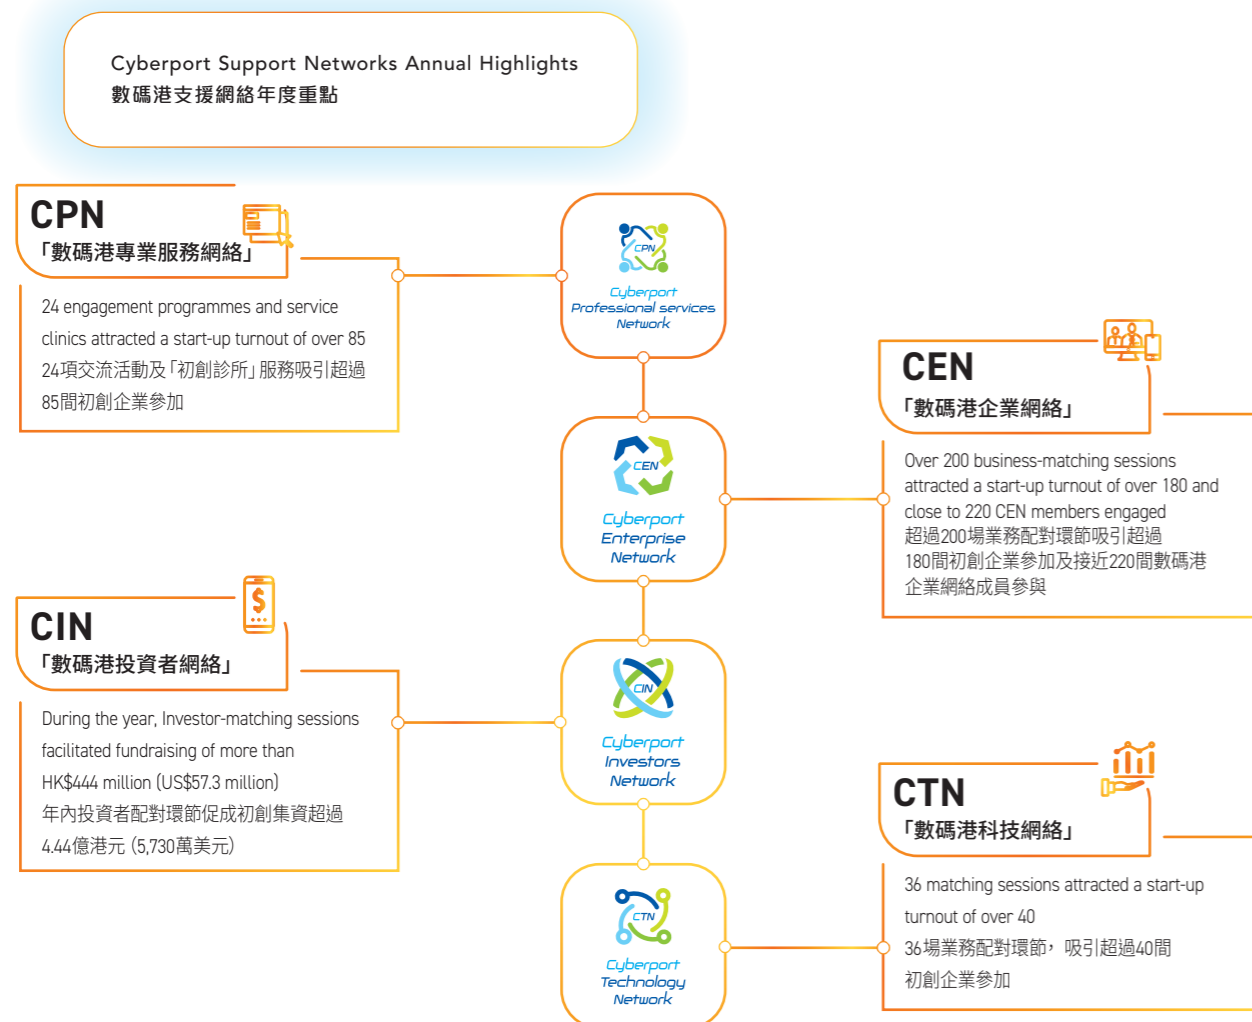 Cyberport Support Networks Annual Highlights
數碼港支援網絡年度重點
CPN
「數碼港專業服務網絡」
24 engagement programmes and service
clinics attracted a start-up turnout of over 85
24項交流活動及「初創診所」服務吸引超過
85間初創企業參加
CPN
Cyberport
Professional services
Network
CEN
「數碼港企業網絡」
Over 200 business-matching sessions
attracted a start-up turnout of over 180 and
close to 220 CEN members engaged
超過200場業務配對環節吸引超過
180間初創企業參加及接近220間數碼港
企業網絡成員參與
CEN
Cyberport
Enterprise
Network
CIN
「數碼港投資者網絡」
During the year, Investor-matching sessions
facilitated fundraising of more than
HK$444 million (US$57.3 million)
年內投資者配對環節促成初創集資超過
4.44億港元 (5,730萬美元)
CIN
Cyberport
Investors
Network
CTN
「數碼港科技網絡」
36 matching sessions attracted a start-up
turnout of over 40
36場業務配對環節，吸引超過40間
初創企業參加
CTN
Cyberport
Technology
Network